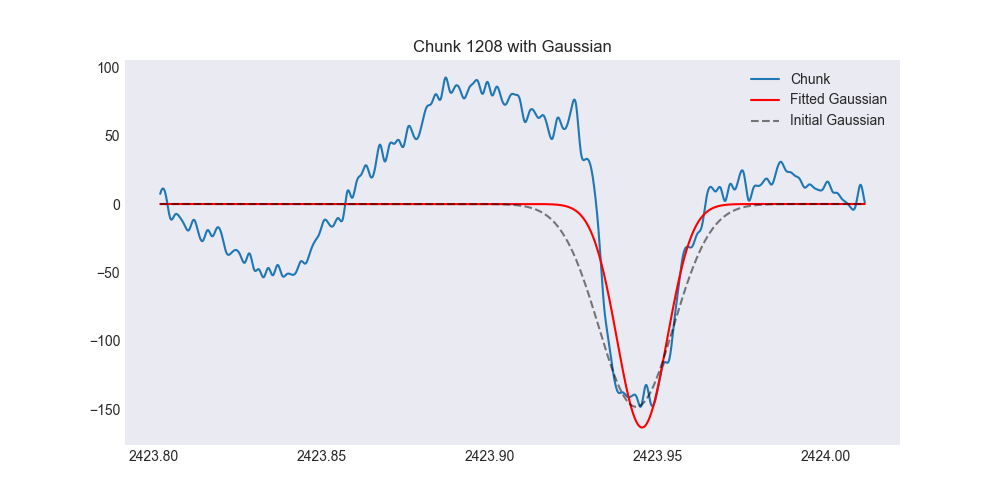 Chunk 1208 with Gaussian
Chunk
Fitted Gaussian
Initial Gaussian
100
50
0
−50
−100
−150
2423.80
2423.85
2423.90
2423.95
2424.00